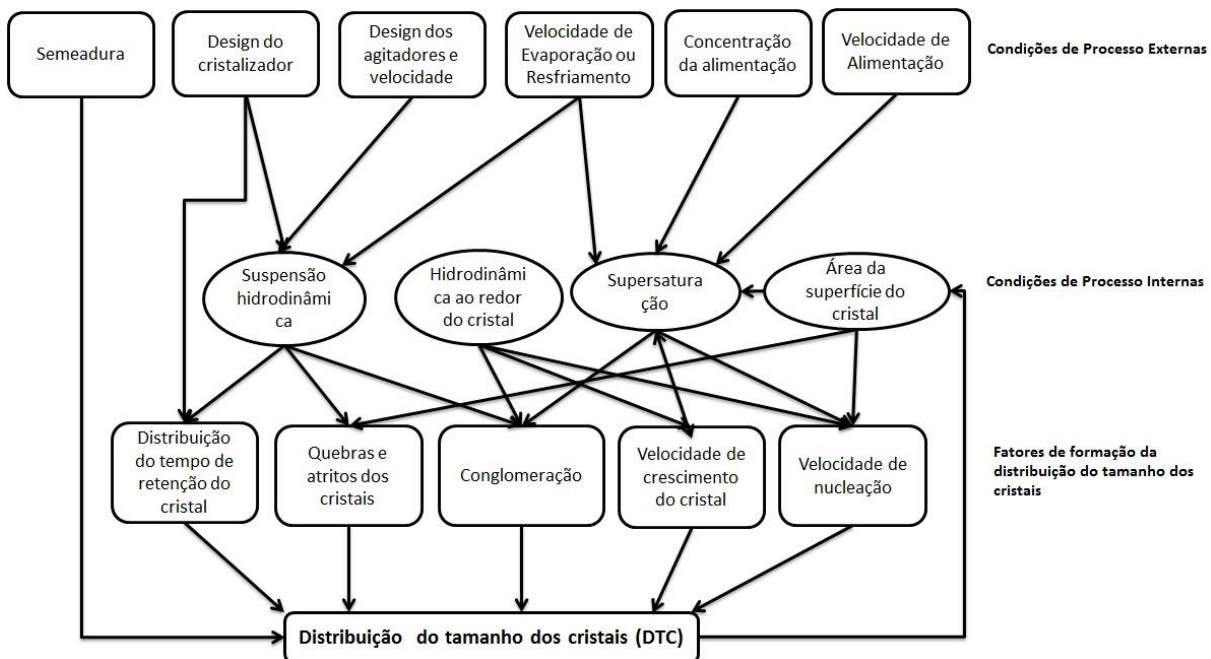 Semeadura
Design do
cristalizador
Design dos
agitadores e
velocidade
Velocidade de
Evaporação ou
Resfriamento
Concentração
da alimentação
Velocidade de
Alimentação
Condições de Processo Externas
Suspensão
hidrodinâmi
ca
Hidrodinâmi
ca ao redor
do cristal
Supersatura
ção
Área da
superfície do
cristal
Condições de Processo Internas
Distribuição
do tempo de
retenção do
cristal
Quebras e
atritos dos
cristais
Conglomeração
Velocidade de
crescimento
do cristal
Velocidade de
nucleação
Fatores de formação da
distribuição do tamanho dos
cristais
Distribuição do tamanho dos cristais (DTC)